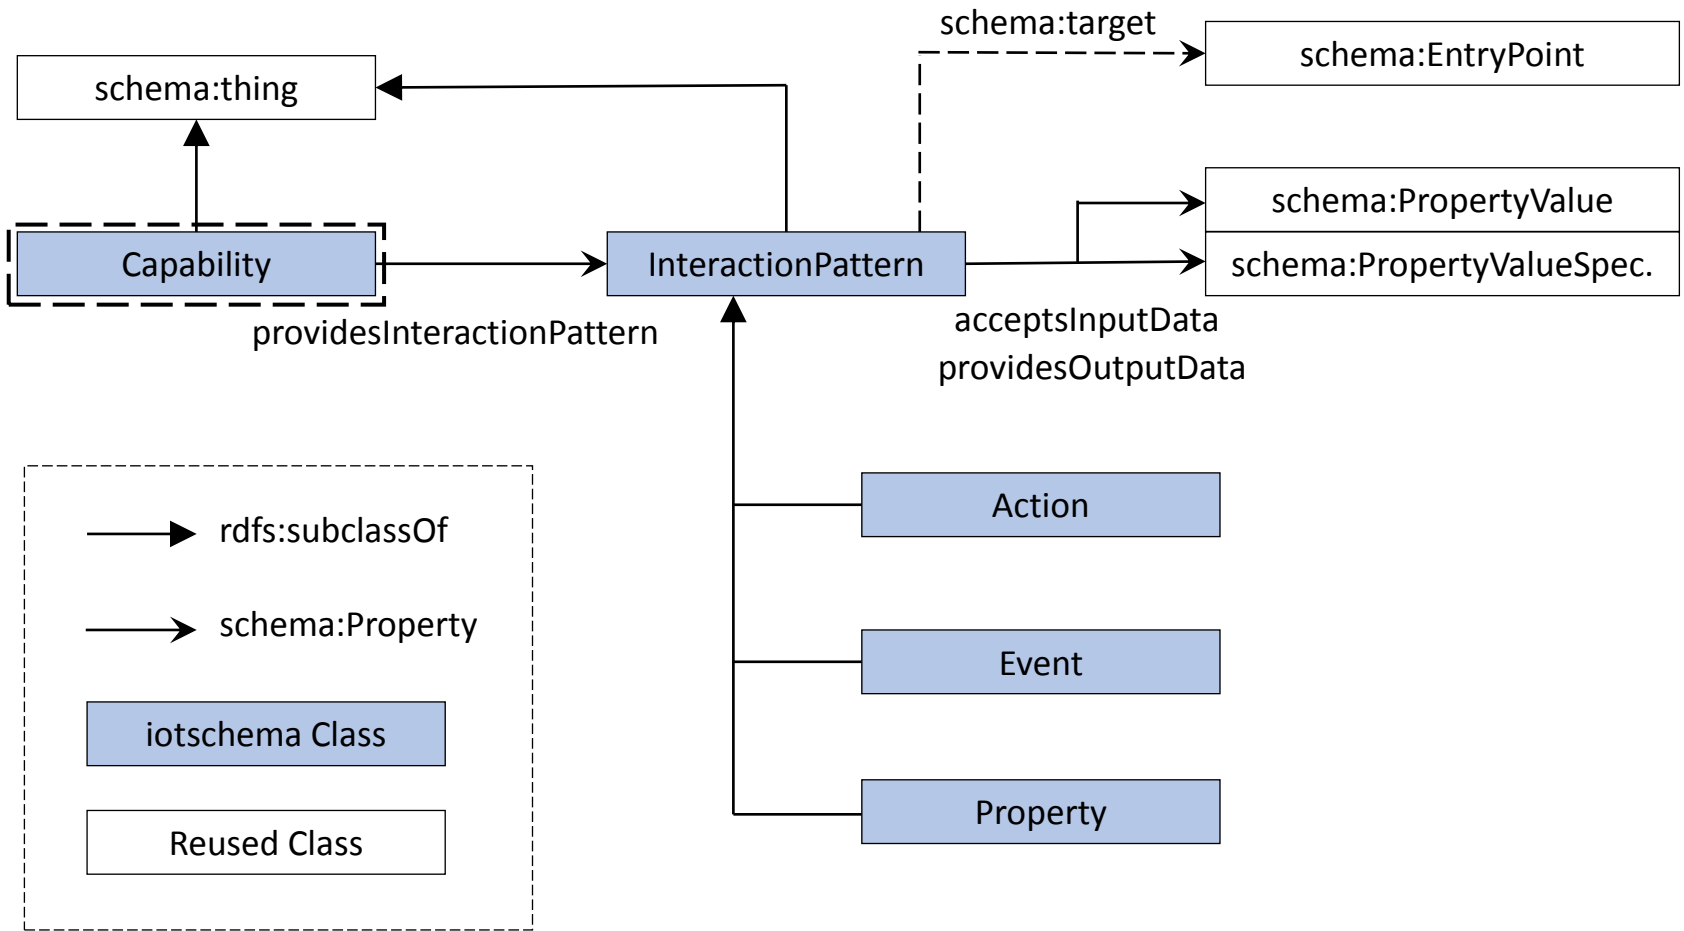 schema:target
schema:EntryPoint
schema:thing
schema:PropertyValue
Capability
InteractionPattern
schema:PropertyValueSpec.
providesInteractionPattern
acceptsInputData
providesOutputData
Action
rdfs:subclassOf
schema:Property
Event
iotschema Class
Property
Reused Class